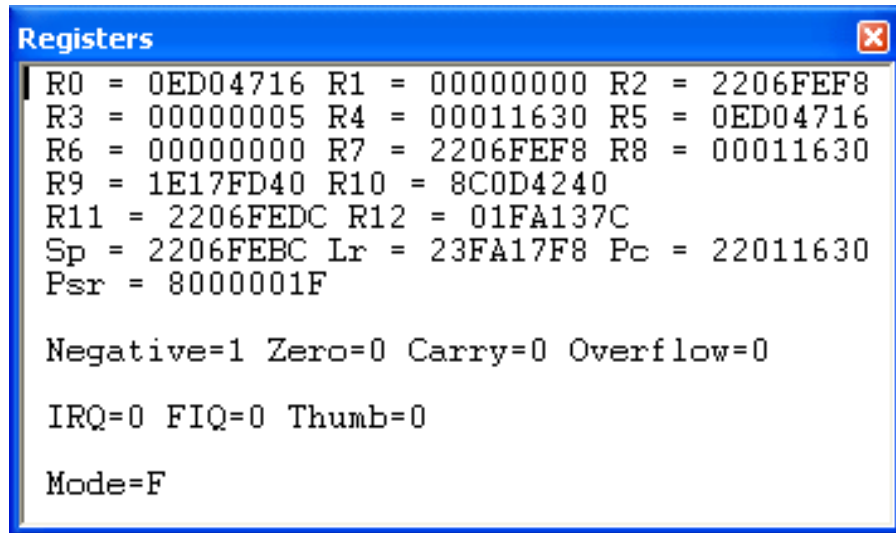 Registers
R0 = 0ED04716 R1 = 00000000 R2 = 2206FEF8
R3 = 00000005 R4 = 00011630 R5 = 0ED04716
R6 = 00000000 R7 = 2206FEF8 R8 = 00011630
R9 = 1E17FD40 R10 = 8C0D4240
R11 = 2206FEDC R12 = 01FA137C
Sp = 2206FEBC Lr = 23FA17F8 Pc = 22011630
Psr = 8000001F
Negative=1 Zero=0 Carry=0 Overflow=0
IRQ=0 FIQ=0 Thumb=0
Mode=F